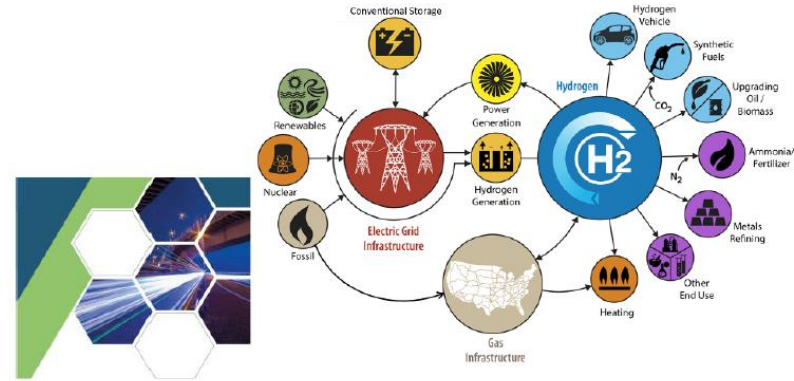 Conventional Storage
Renewables
Nuclear
Fossil
Electric Grid
Infrastructure
Power
Generation
Hydrogen
Generation
Hydrogen
H2
Gas
Infrastructure
Heating
Hydrogen
Vehicle
Synthetic
Fuels
CO₂
Upgrading
Oil /
Biomass
Ammonia/
Fertilizer
N₂
Metals
Refining
Other
End Use